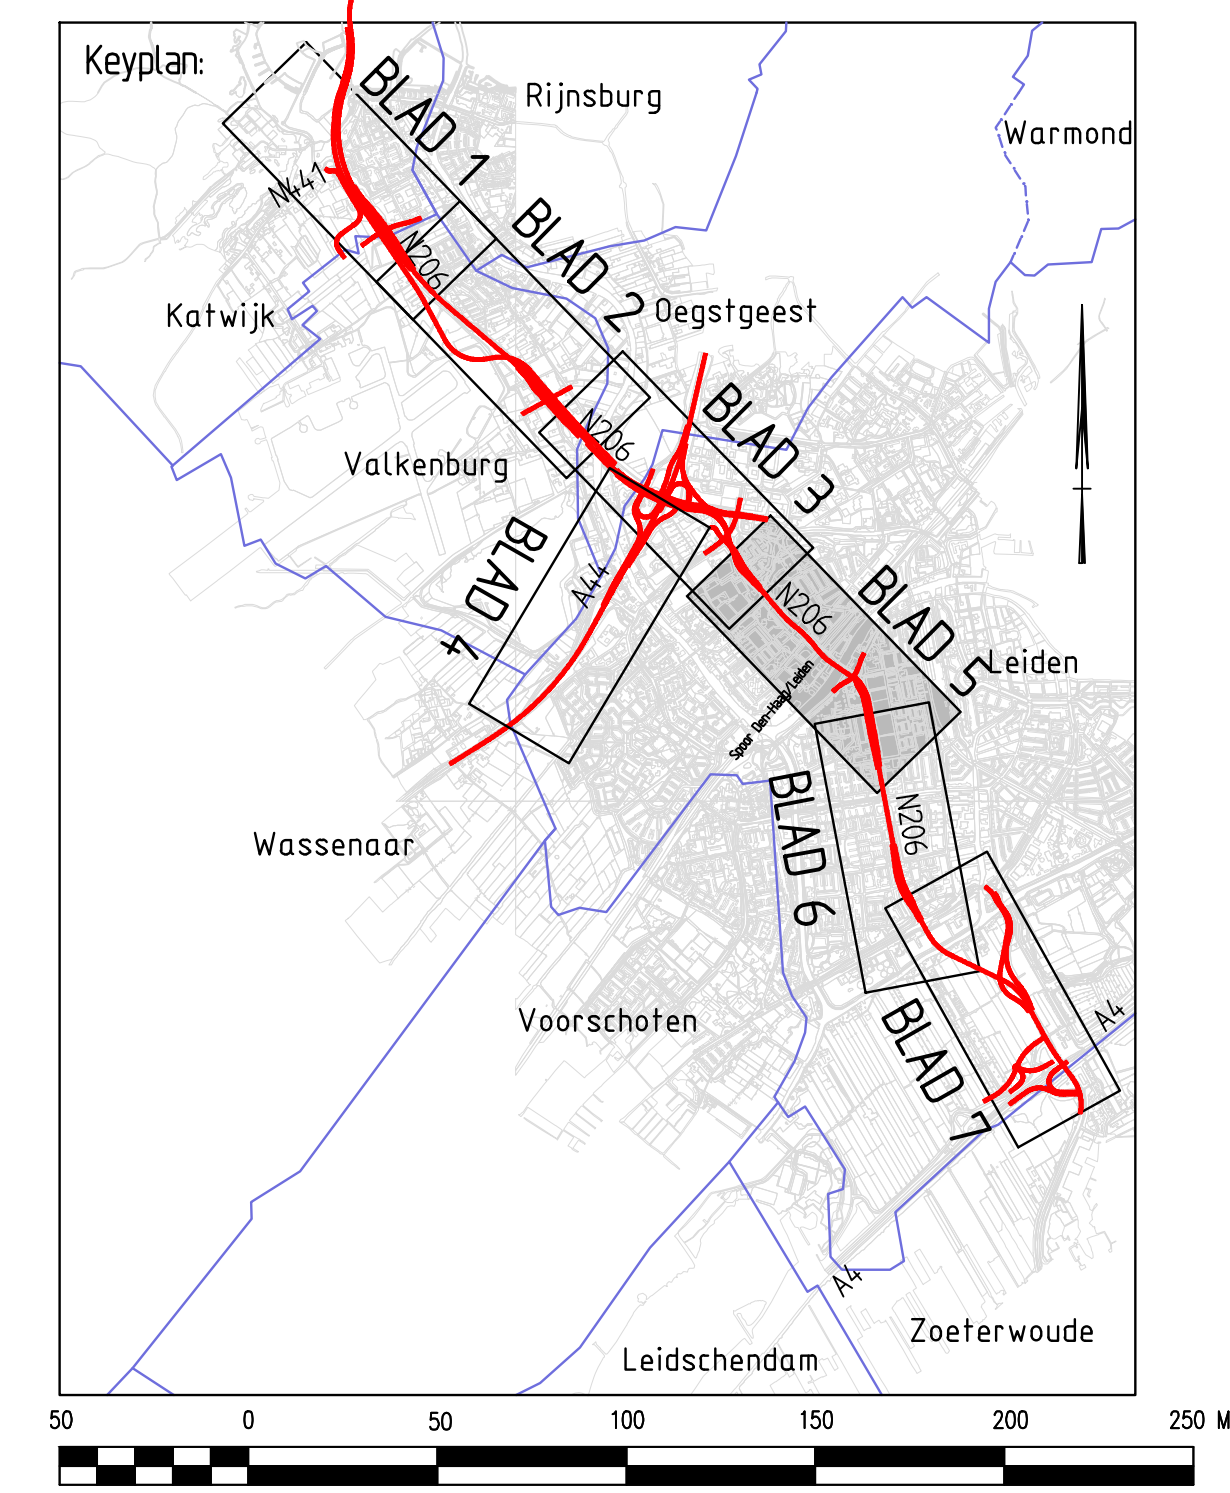 Keyplan:
BLAD 1
Rijnsburg
Warmond
N441
BLAD 2
N206
Katwijk
Oegstgeest
BLAD 3
N206
Valkenburg
BLAD 4
A44
N206
BLAD 5
Leiden
Spoor Den-Haag/Leiden
BLAD 6
N206
Wassenaar
Voorschoten
BLAD 7
A4
A4
Zoeterwoude
Leidschendam
50 0 50 100 150 200 250 M